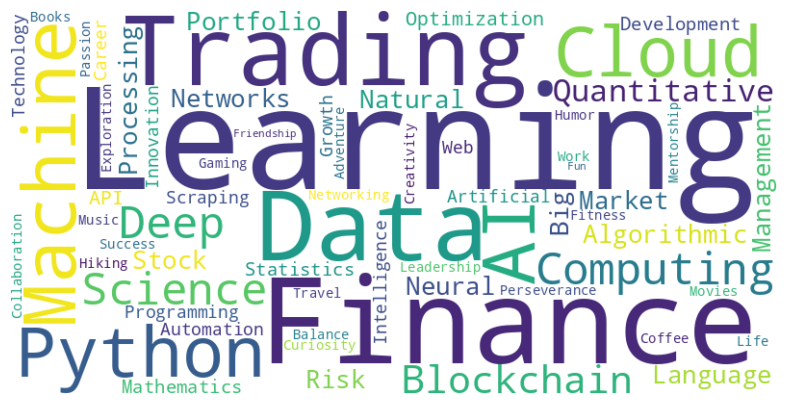 Books
Technology
Passion
Career
Portfolio
Optimization
Development
Trading
Cloud
Machine
Processing
Networks
Natural
Quantitative
Exploration
Innovation
Learning
Growth
Adventure
Friendship
Gaming
Creativity
Web
Humor
Work
Fun
Mentorship
Management
API
Scraping
Networking
Artificial
Big
Market
Fitness
Music
Deep
Data
AI
Algorithmic
Success
Collaboration
Hiking
Stock
Statistics
Intelligence
Leadership
Computing
Science
Travel
Neural
Perseverance
Movies
Programming
Finance
Automation
Balance
Curiosity
Coffee
Life
Python
Mathematics
Risk
Blockchain
Language